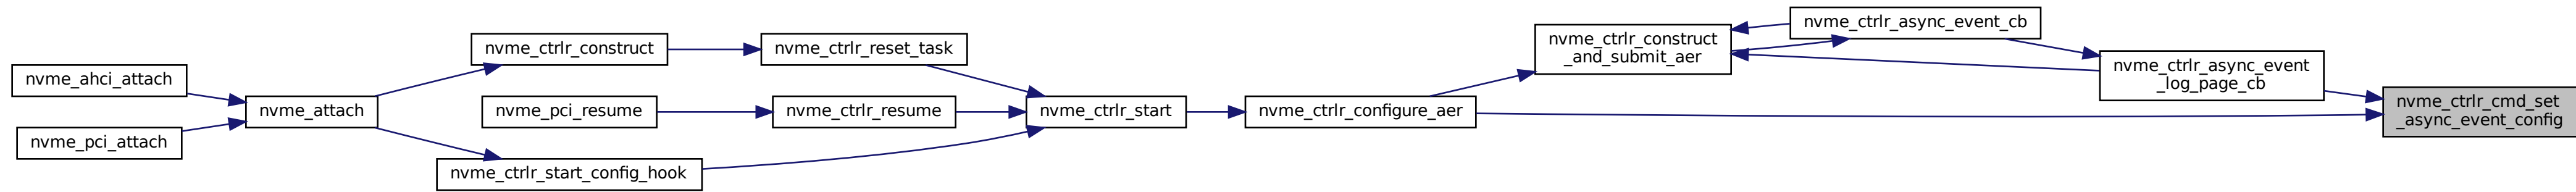 nvme_ahci_attach
nvme_pci_attach
nvme_attach
nvme_ctrlr_construct
nvme_pci_resume
nvme_ctrlr_start_config_hook
nvme_ctrlr_reset_task
nvme_ctrlr_resume
nvme_ctrlr_start
nvme_ctrlr_configure_aer
nvme_ctrlr_construct
_and_submit_aer
nvme_ctrlr_async_event_cb
nvme_ctrlr_async_event
_log_page_cb
nvme_ctrlr_cmd_set
_async_event_config